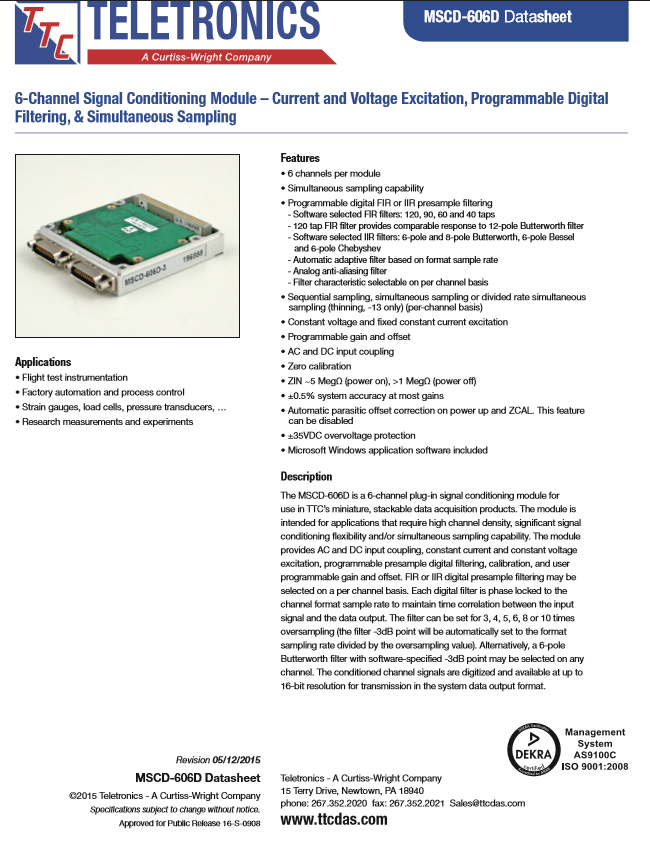 TTC
TELETRONICS
A Curtiss-Wright Company
MSCD-606D Datasheet
6-Channel Signal Conditioning Module – Current and Voltage Excitation, Programmable Digital
Filtering, & Simultaneous Sampling
MSCD-606D-3
Applications
• Flight test instrumentation
• Factory automation and process control
• Strain gauges, load cells, pressure transducers, …
• Research measurements and experiments
Features
• 6 channels per module
• Simultaneous sampling capability
• Programmable digital FIR or IIR presample filtering
- Software selected FIR filters: 120, 90, 60 and 40 taps
- 120 tap FIR filter provides comparable response to 12-pole Butterworth filter
- Software selected IIR filters: 6-pole and 8-pole Butterworth, 6-pole Bessel
and 6-pole Chebyshev
- Automatic adaptive filter based on format sample rate
- Analog anti-aliasing filter
- Filter characteristic selectable on per channel basis
• Sequential sampling, simultaneous sampling or divided rate simultaneous
sampling (thinning, -13 only) (per-channel basis)
• Constant voltage and fixed constant current excitation
• Programmable gain and offset
• AC and DC input coupling
• Zero calibration
• ZIN ~5 MegΩ (power on), >1 MegΩ (power off)
• ±0.5% system accuracy at most gains
• Automatic parasitic offset correction on power up and ZCAL. This feature
can be disabled
• ±35VDC overvoltage protection
• Microsoft Windows application software included
Description
The MSCD-606D is a 6-channel plug-in signal conditioning module for
use in TTC's miniature, stackable data acquisition products. The module is
intended for applications that require high channel density, significant signal
conditioning flexibility and/or simultaneous sampling capability. The module
provides AC and DC input coupling, constant current and constant voltage
excitation, programmable presample digital filtering, calibration, and user
programmable gain and offset. FIR or IIR digital presample filtering may be
selected on a per channel basis. Each digital filter is phase locked to the
channel format sample rate to maintain time correlation between the input
signal and the data output. The filter can be set for 3, 4, 5, 6, 8 or 10 times
oversampling (the filter -3dB point will be automatically set to the format
sampling rate divided by the oversampling value). Alternatively, a 6-pole
Butterworth filter with software-specified -3dB point may be selected on any
channel. The conditioned channel signals are digitized and available at up to
16-bit resolution for transmission in the system data output format.
DEKRA
Certified
Management
System
AS9100C
ISO 9001:2008
Revision 05/12/2015
MSCD-606D Datasheet
©2015 Teletronics - A Curtiss-Wright Company
Specifications subject to change without notice.
Approved for Public Release 16-S-0908
Teletronics - A Curtiss-Wright Company
15 Terry Drive, Newtown, PA 18940
phone: 267.352.2020 fax: 267.352.2021 Sales@ttcdas.com
www.ttcdas.com